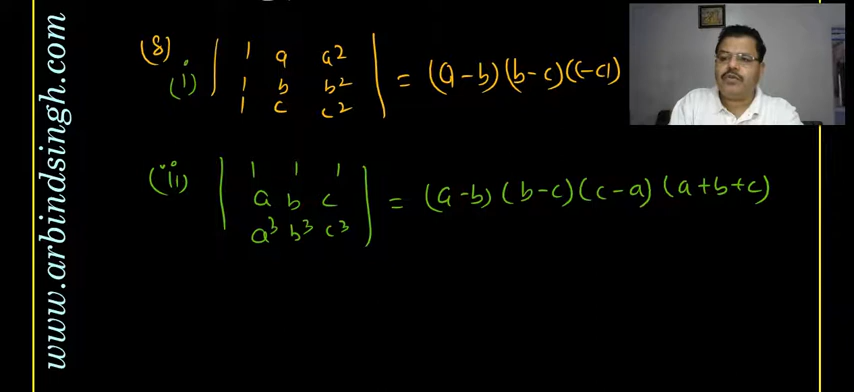 www.arbindsingh.com
(8)
(i) | 1 a a² | = (a-b)(b-c)(c-a)
1 b b²
1 c c²
(ii) | 1 1 1 | = (a-b)(b-c)(c-a)(a+b+c)
a b c
a³ b³ c³